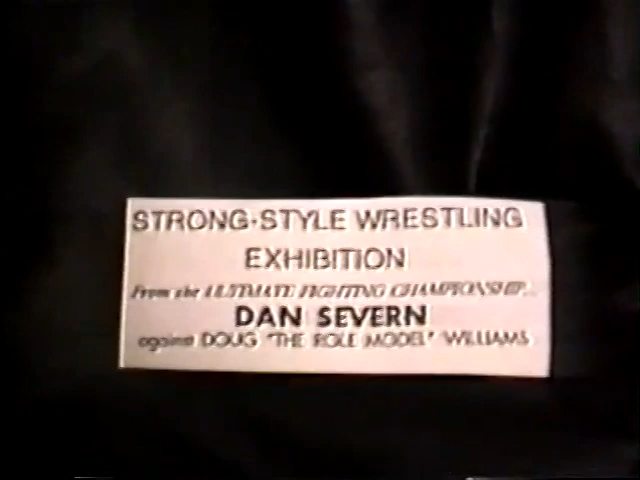 STRONG-STYLE WRESTLING
EXHIBITION
From the ULTIMATE FIGHTING CHAMPIONSHIP...
DAN SEVERN
against DOUG "THE ROLE MODEL" WILLIAMS